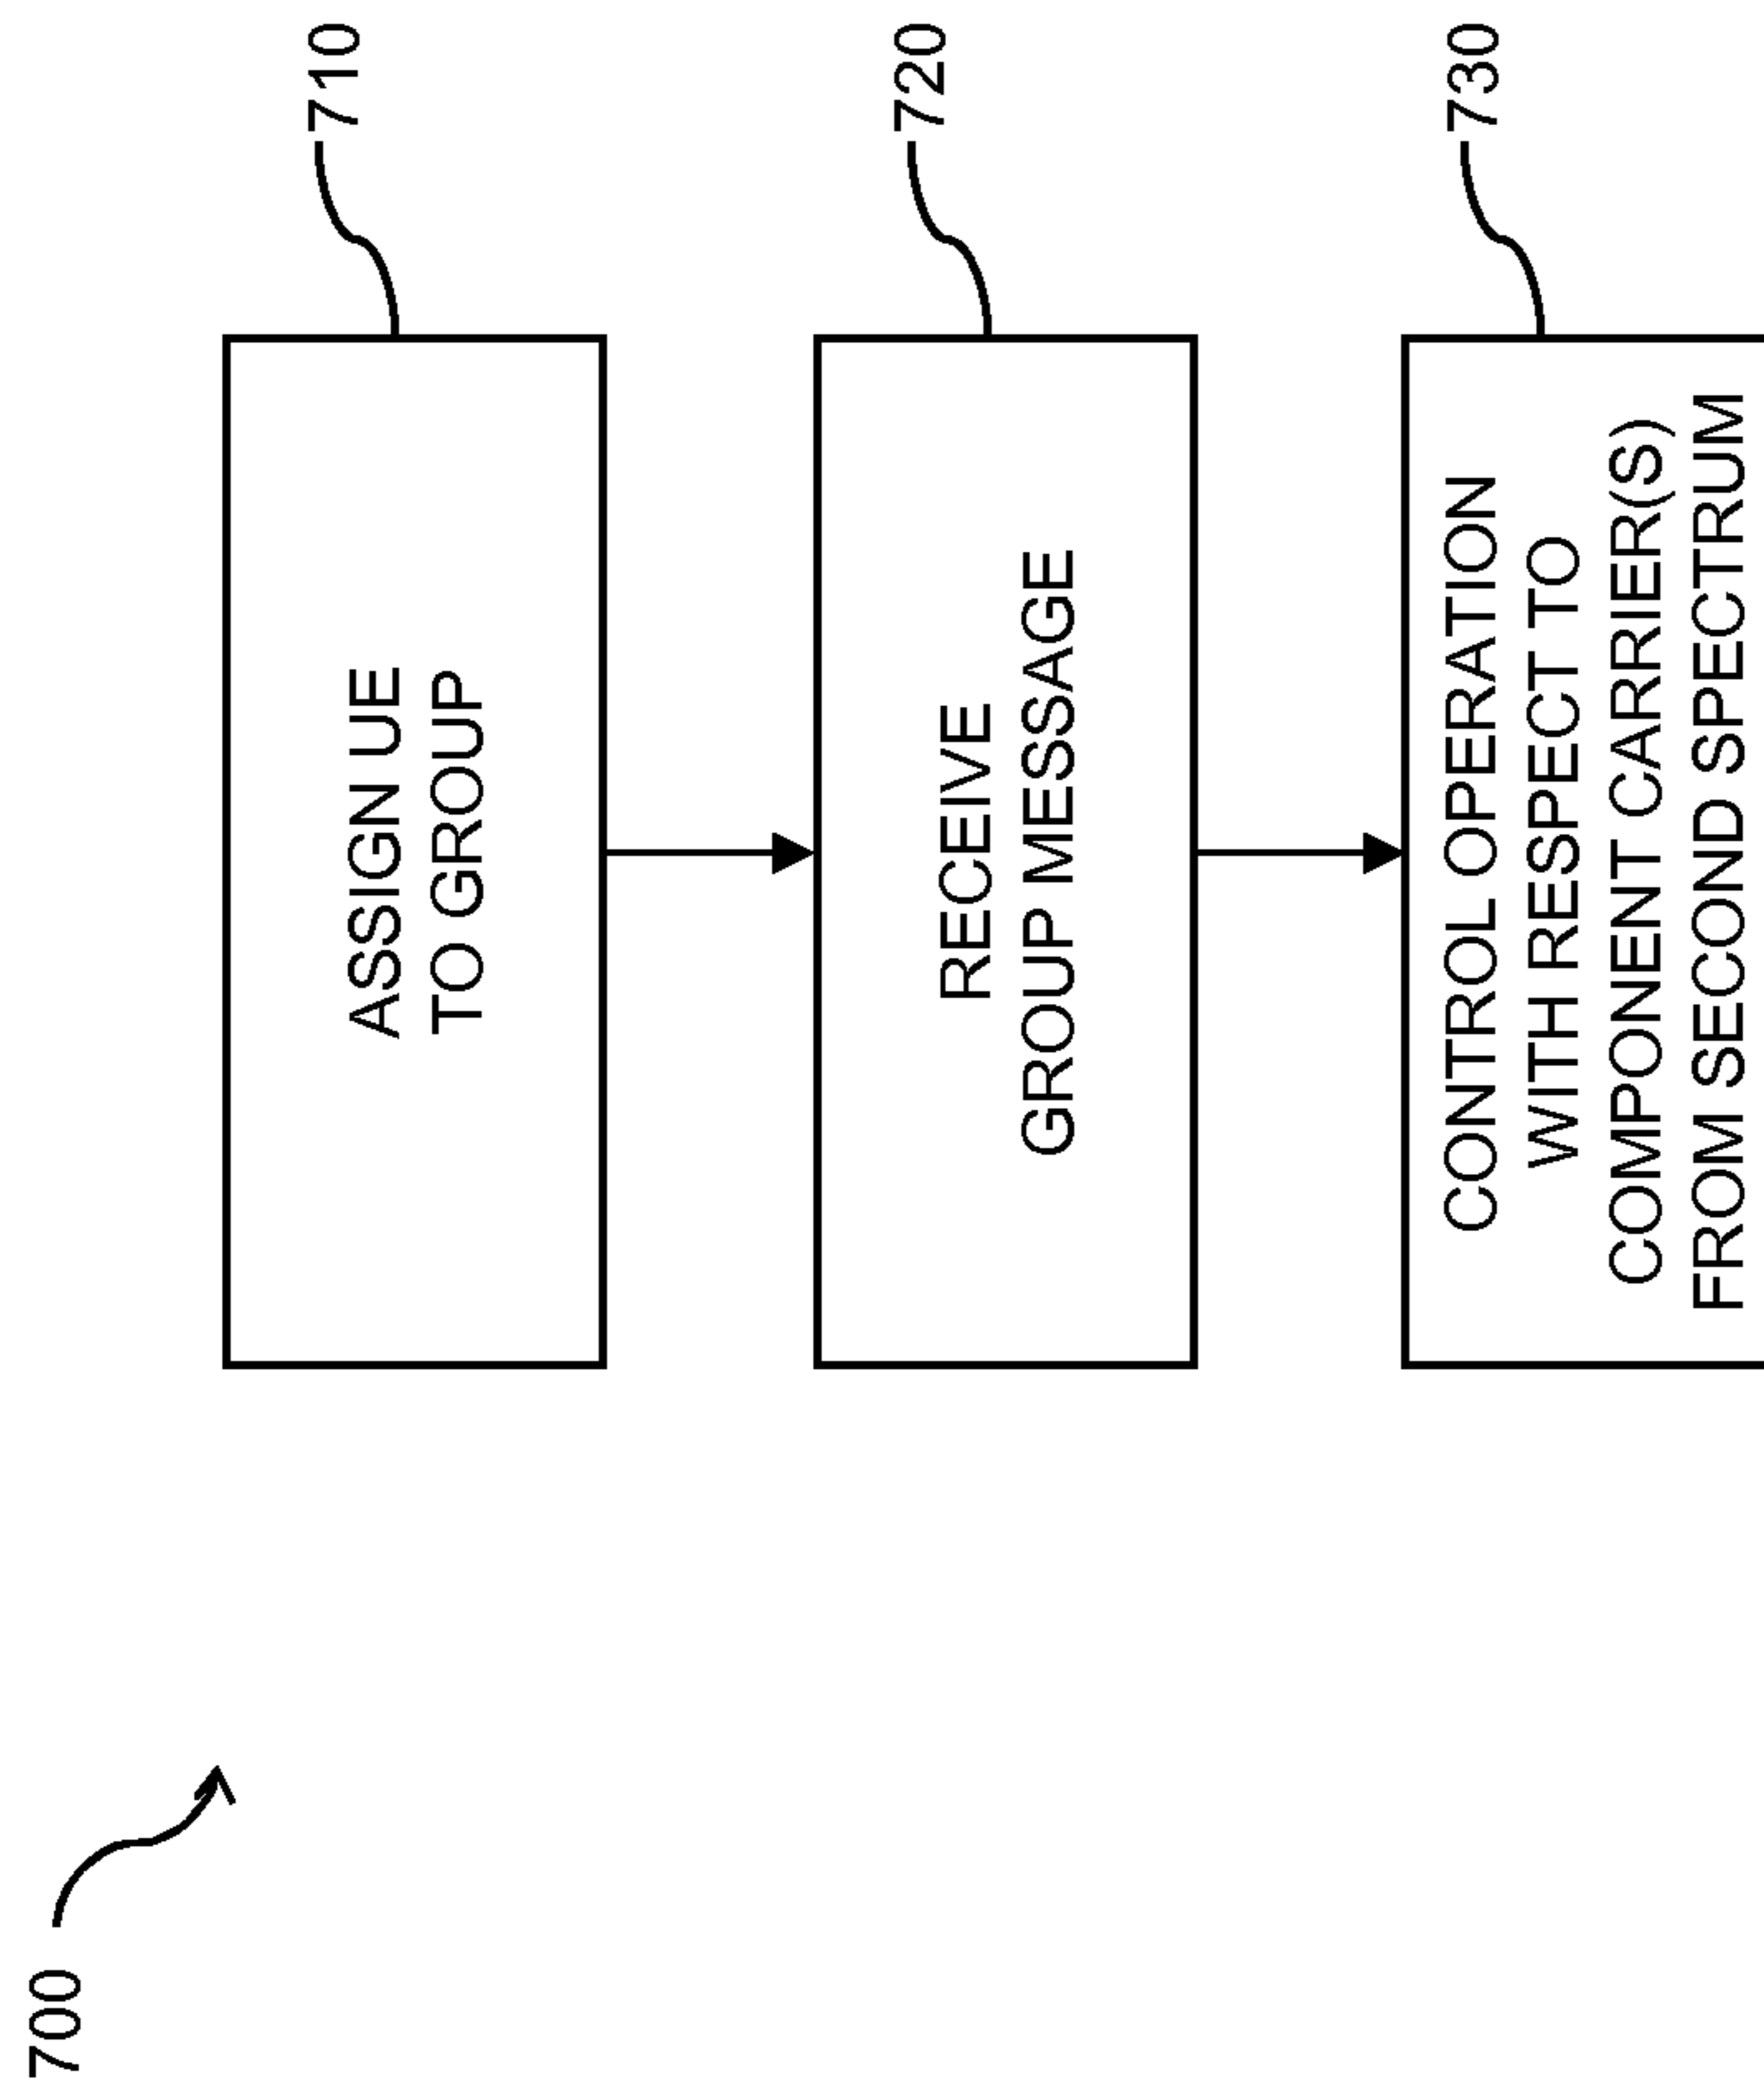 700
ASSIGN UE
TO GROUP
710
RECEIVE
GROUP MESSAGE
720
CONTROL OPERATION
WITH RESPECT TO
COMPONENT CARRIER(S)
FROM SECOND SPECTRUM
730